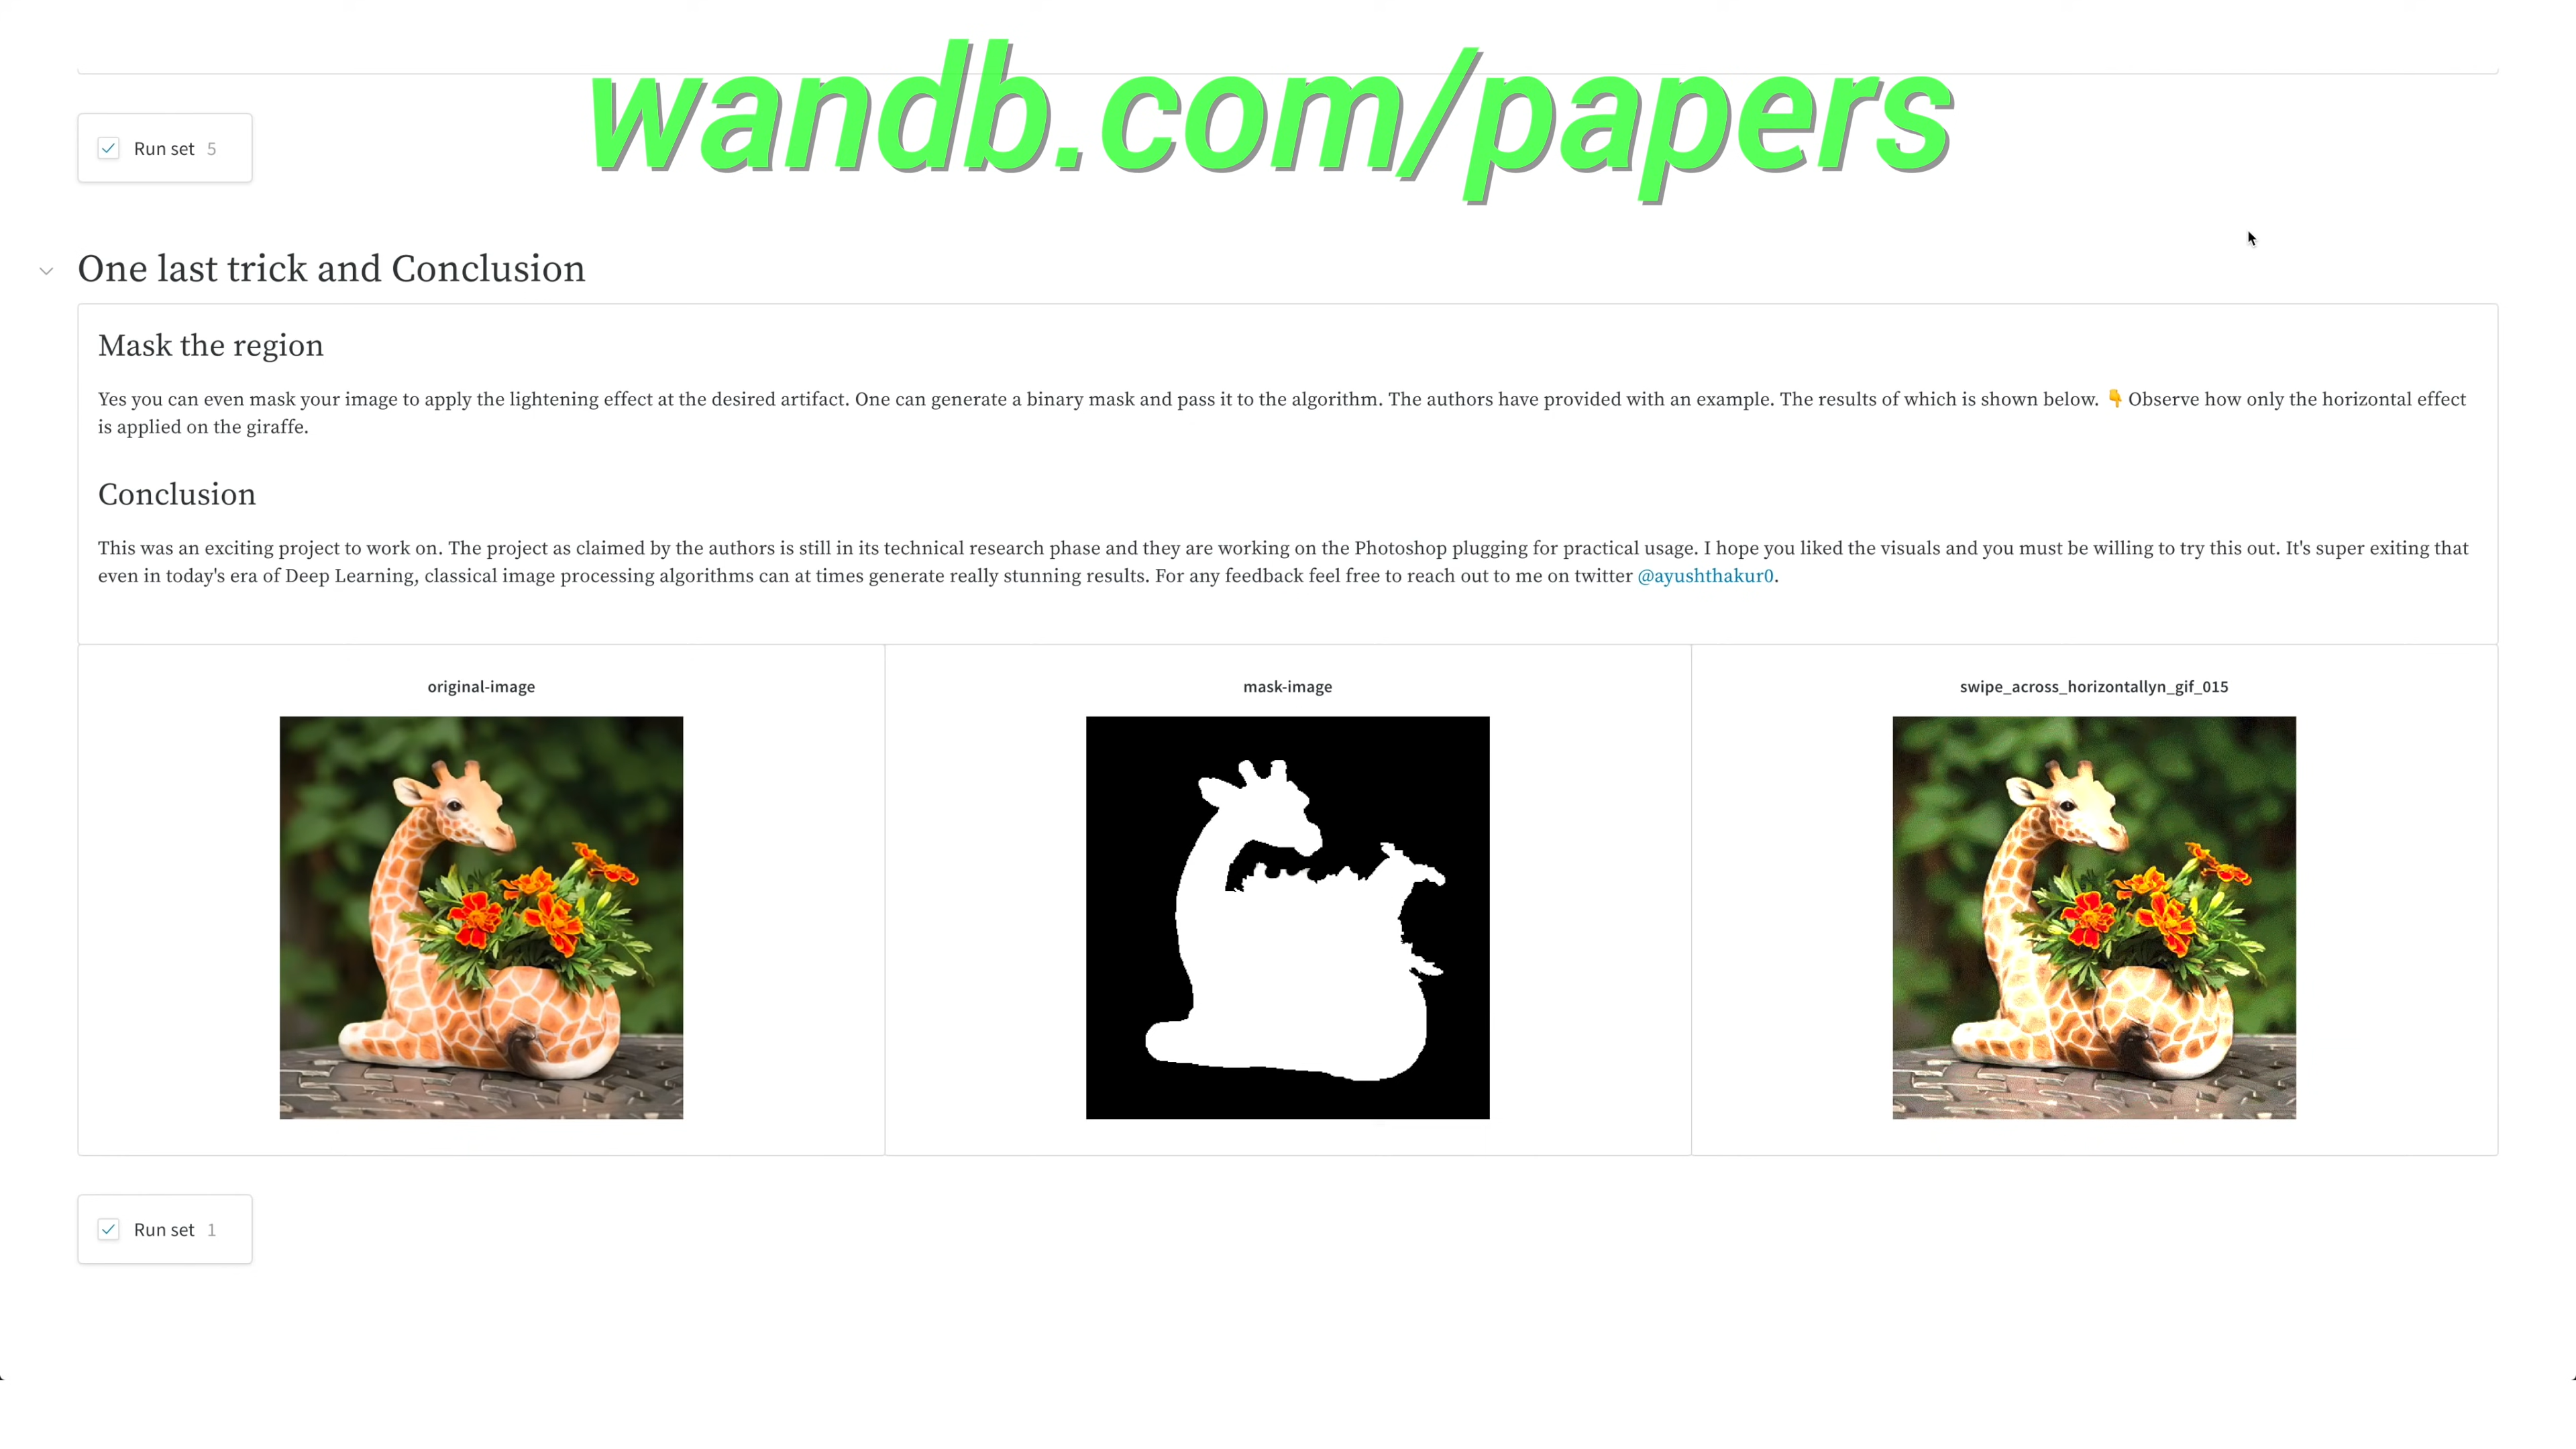 wandb.com/papers
Run set 5
One last trick and Conclusion
Mask the region
Yes you can even mask your image to apply the lightening effect at the desired artifact. One can generate a binary mask and pass it to the algorithm. The authors have provided with an example. The results of which is shown below. 👇 Observe how only the horizontal effect
is applied on the giraffe.
Conclusion
This was an exciting project to work on. The project as claimed by the authors is still in its technical research phase and they are working on the Photoshop plugging for practical usage. I hope you liked the visuals and you must be willing to try this out. It's super exiting that
even in today's era of Deep Learning, classical image processing algorithms can at times generate really stunning results. For any feedback feel free to reach out to me on twitter @ayushthakur0.
original-image
mask-image
swipe_across_horizontallyn_gif_015
Run set 1